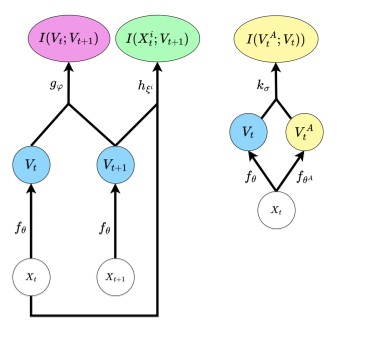 I(V_t; V_{t+1})
I(X_t^i; V_{t+1})
I(V_t^A; V_t))
g_φ
h_{ξ^i}
k_σ
V_t
V_{t+1}
V_t
V_t^A
f_θ
f_θ
f_θ
f_{θ^A}
X_t
X_{t+1}
X_t